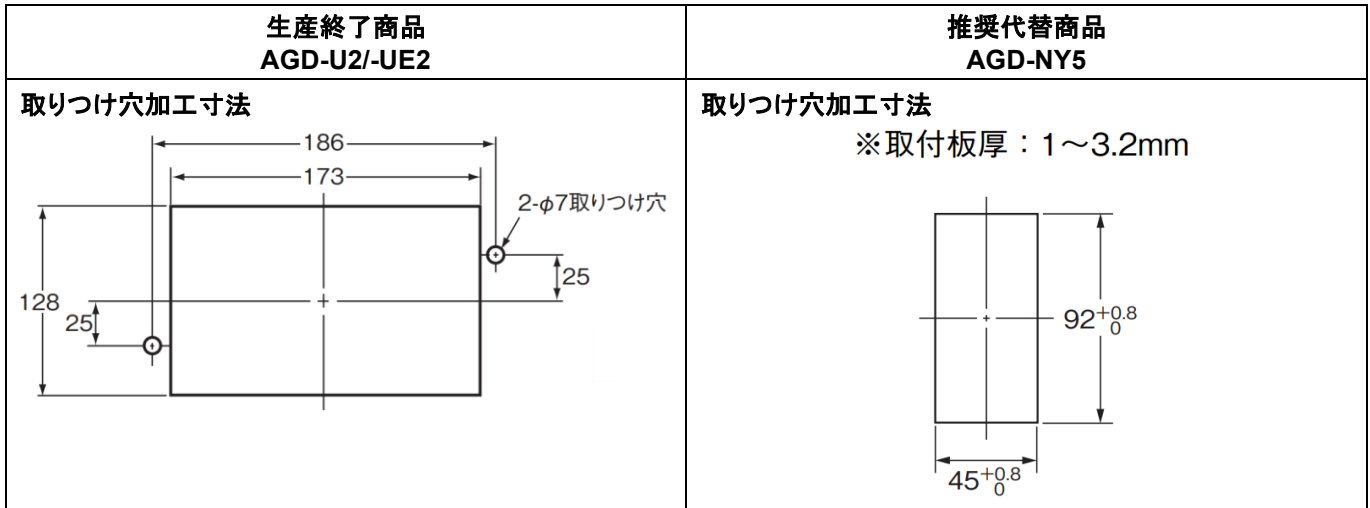 生産終了商品
AGD-U2/-UE2
推奨代替商品
AGD-NY5
取りつけ穴加工寸法
186
173
2-φ7取りつけ穴
25
128
25
取りつけ穴加工寸法
※取付板厚：1～3.2mm
92+0.8 0
45+0.8 0